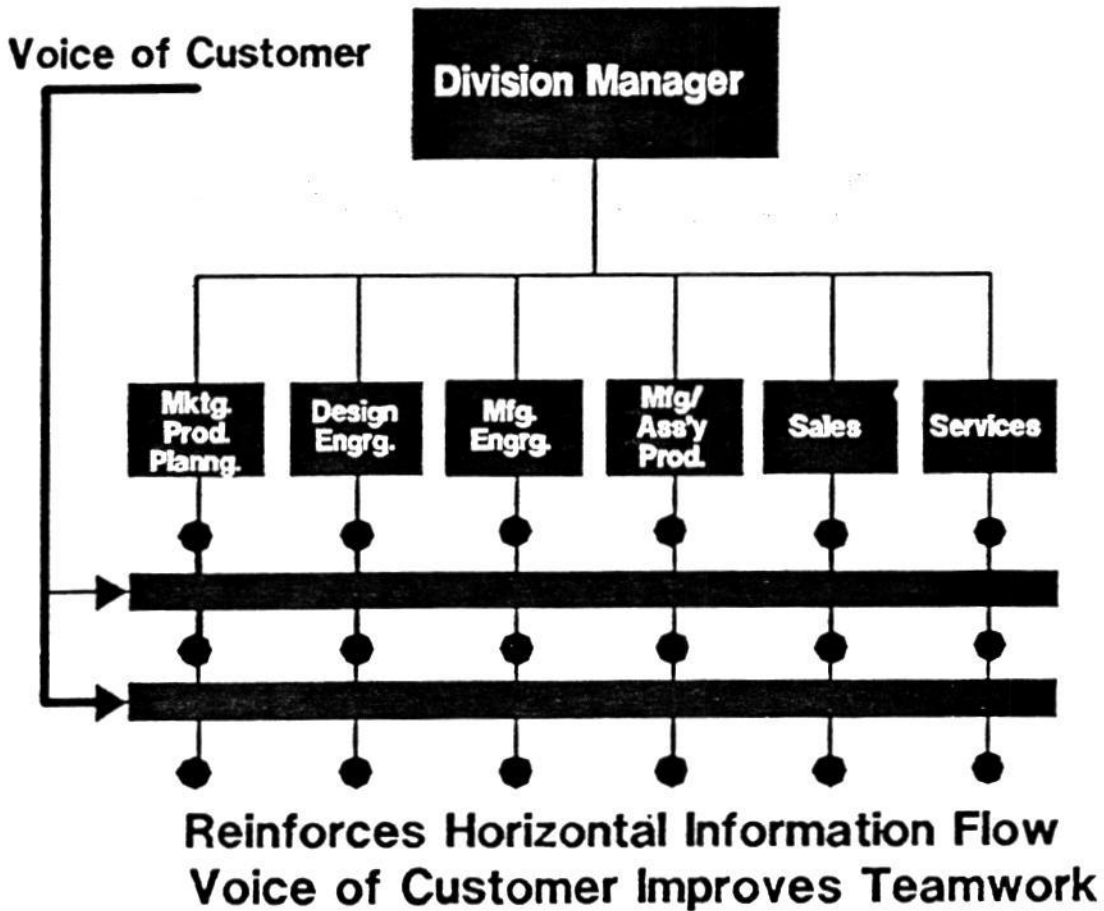 Voice of Customer
Division Manager
Mktg.
Prod.
Planng.
Design
Engrg.
Mfg.
Engrg.
Mfg/
Ass'y
Prod.
Sales
Services
Reinforces Horizontal Information Flow
Voice of Customer Improves Teamwork